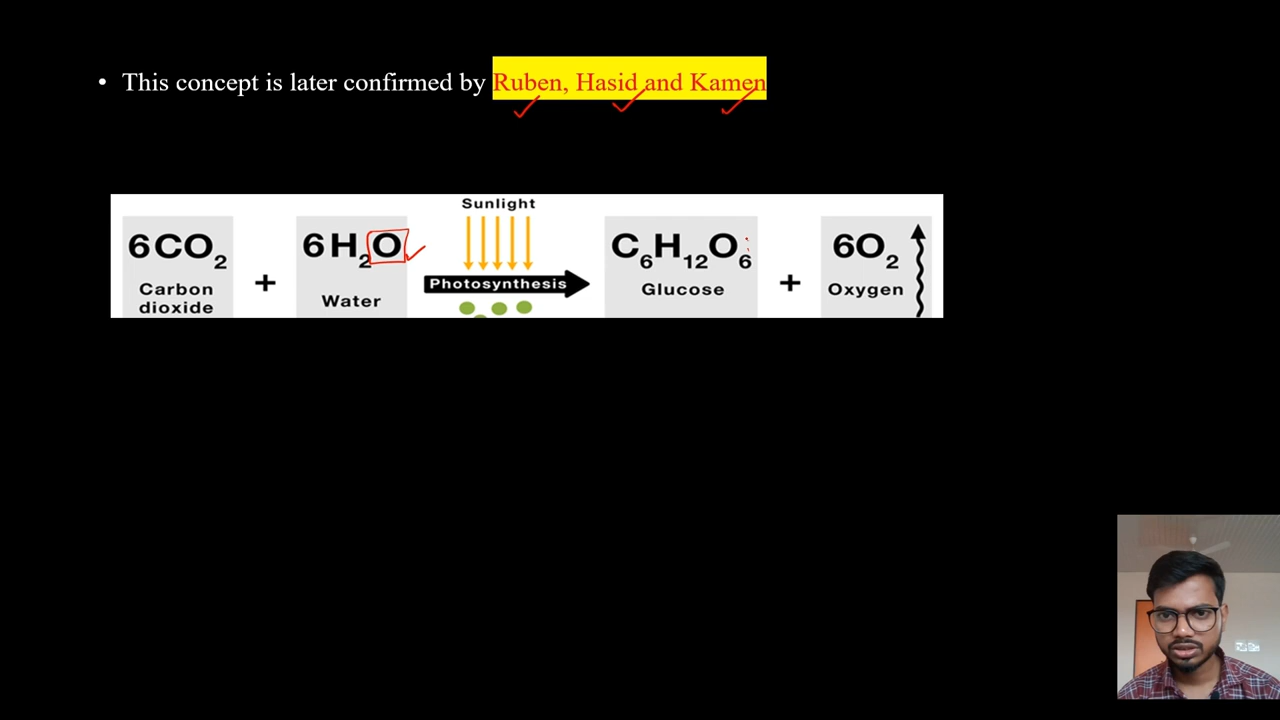 • This concept is later confirmed by Ruben, Hasid and Kamen
Sunlight
6CO₂ + 6H₂O Photosynthesis C₆H₁₂O₆ + 6O₂
Carbon dioxide Water Glucose Oxygen